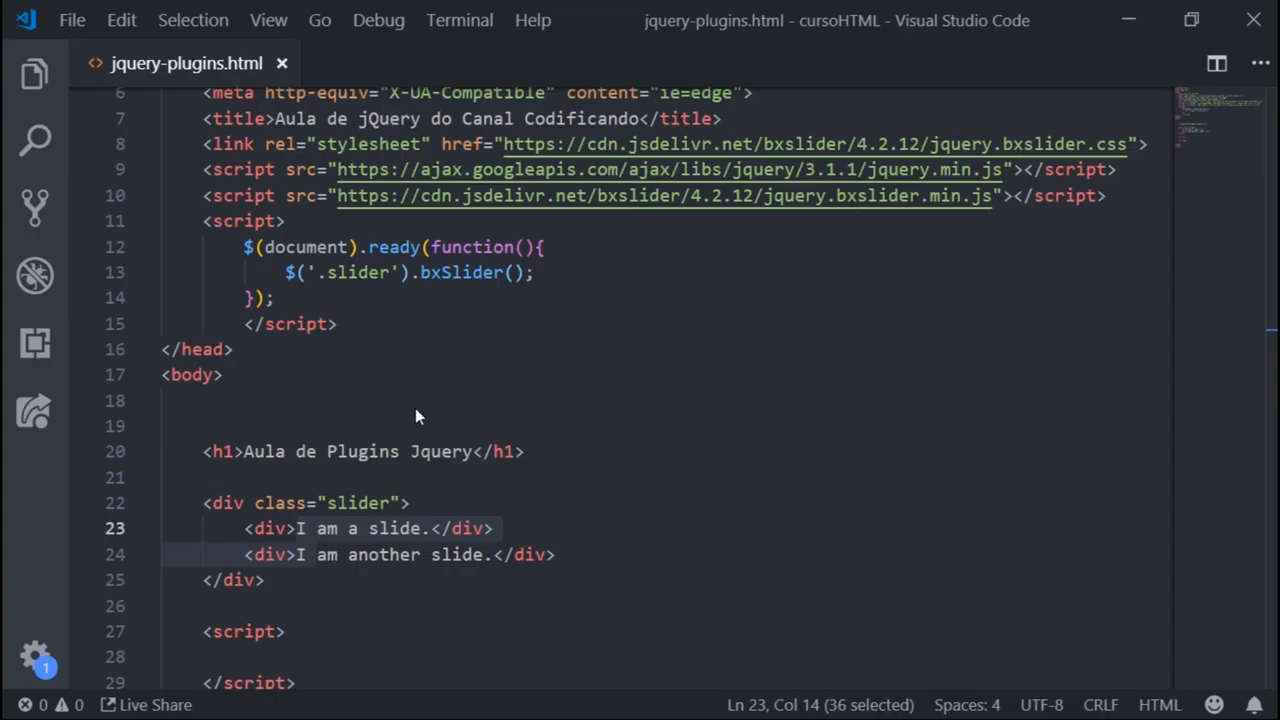 File Edit Selection View Go Debug Terminal Help jquery-plugins.html - cursoHTML - Visual Studio Code
<> jquery-plugins.html ×
6 <meta http-equiv="X-UA-Compatible" content="ie=edge">
7 <title>Aula de jQuery do Canal Codificando</title>
8 <link rel="stylesheet" href="https://cdn.jsdelivr.net/bxslider/4.2.12/jquery.bxslider.css">
9 <script src="https://ajax.googleapis.com/ajax/libs/jquery/3.1.1/jquery.min.js"></script>
10 <script src="https://cdn.jsdelivr.net/bxslider/4.2.12/jquery.bxslider.min.js"></script>
11 <script>
12 $(document).ready(function(){
13 $('.slider').bxSlider();
14 });
15 </script>
16 </head>
17 <body>
18
19
20 <h1>Aula de Plugins Jquery</h1>
21
22 <div class="slider">
23 <div>I am a slide.</div>
24 <div>I am another slide.</div>
25 </div>
26
27 <script>
28
29 </script>
1
0 0 Live Share Ln 23, Col 14 (36 selected) Spaces: 4 UTF-8 CRLF HTML